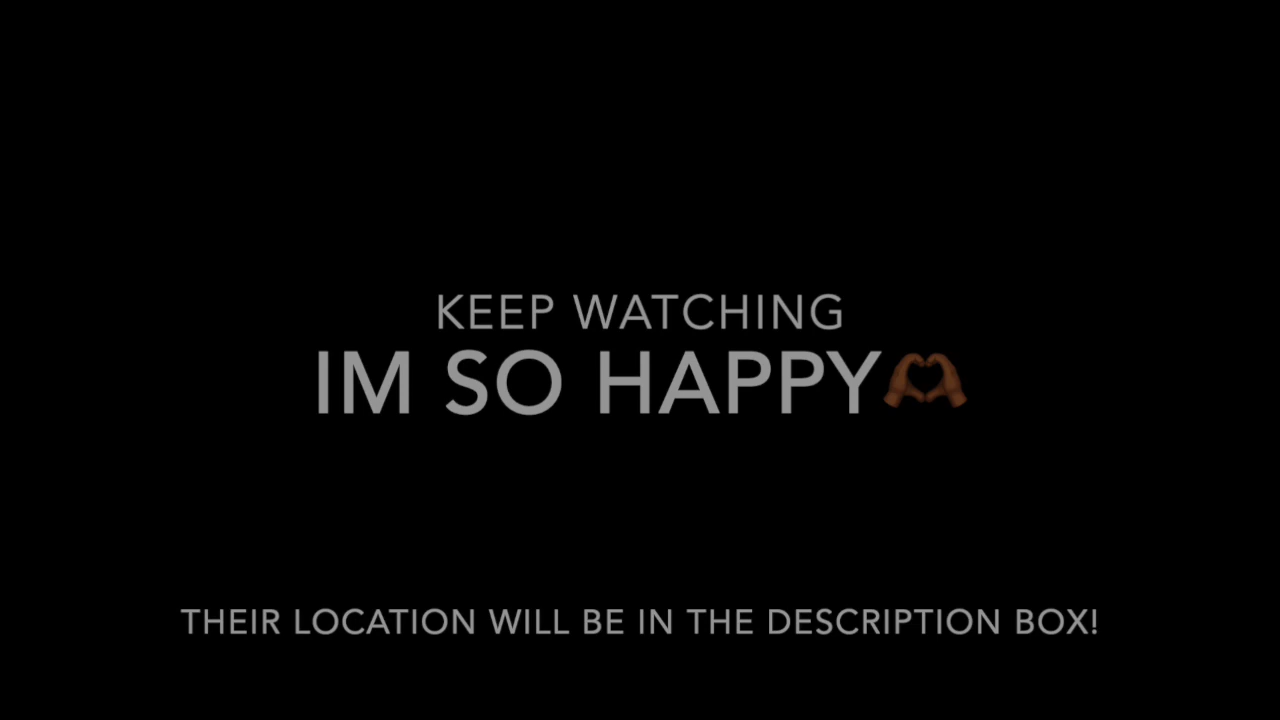 KEEP WATCHING
IM SO HAPPY🫶🏾
THEIR LOCATION WILL BE IN THE DESCRIPTION BOX!